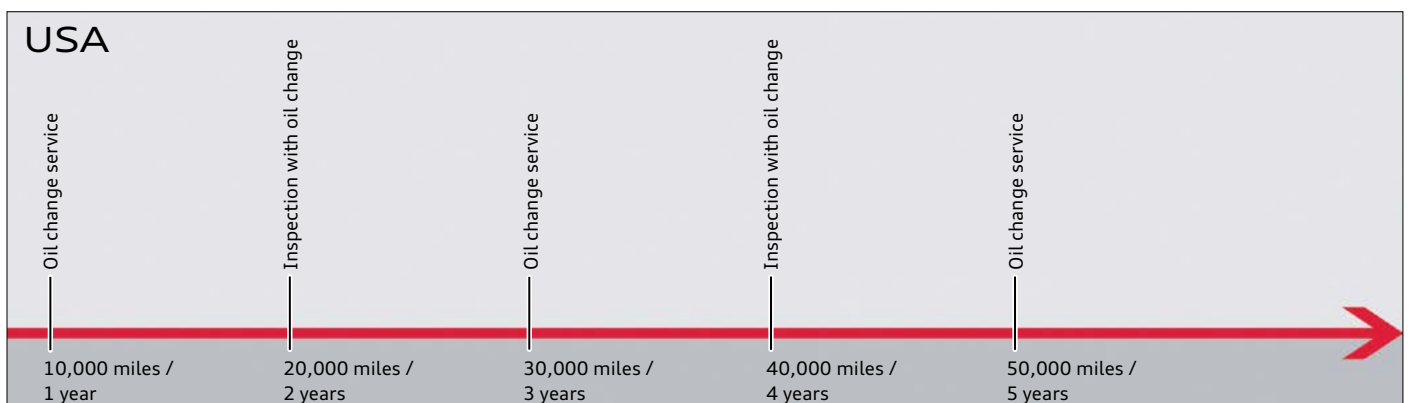 USA
Oil change service
Inspection with oil change
Oil change service
Inspection with oil change
Oil change service
10,000 miles /
1 year
20,000 miles /
2 years
30,000 miles /
3 years
40,000 miles /
4 years
50,000 miles /
5 years